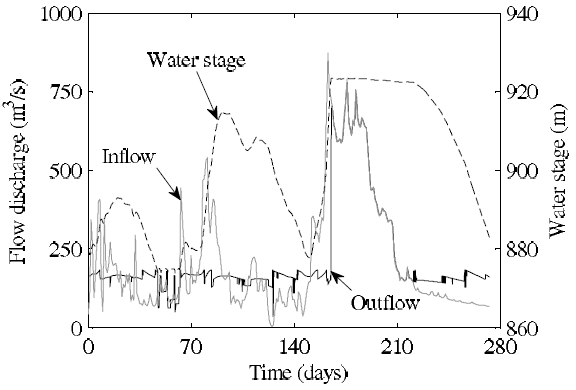 1000
750
500
250
0
Flow discharge (m³/s)
940
920
900
880
860
Water stage (m)
Water stage
Inflow
Outflow
0 70 140 210 280
Time (days)